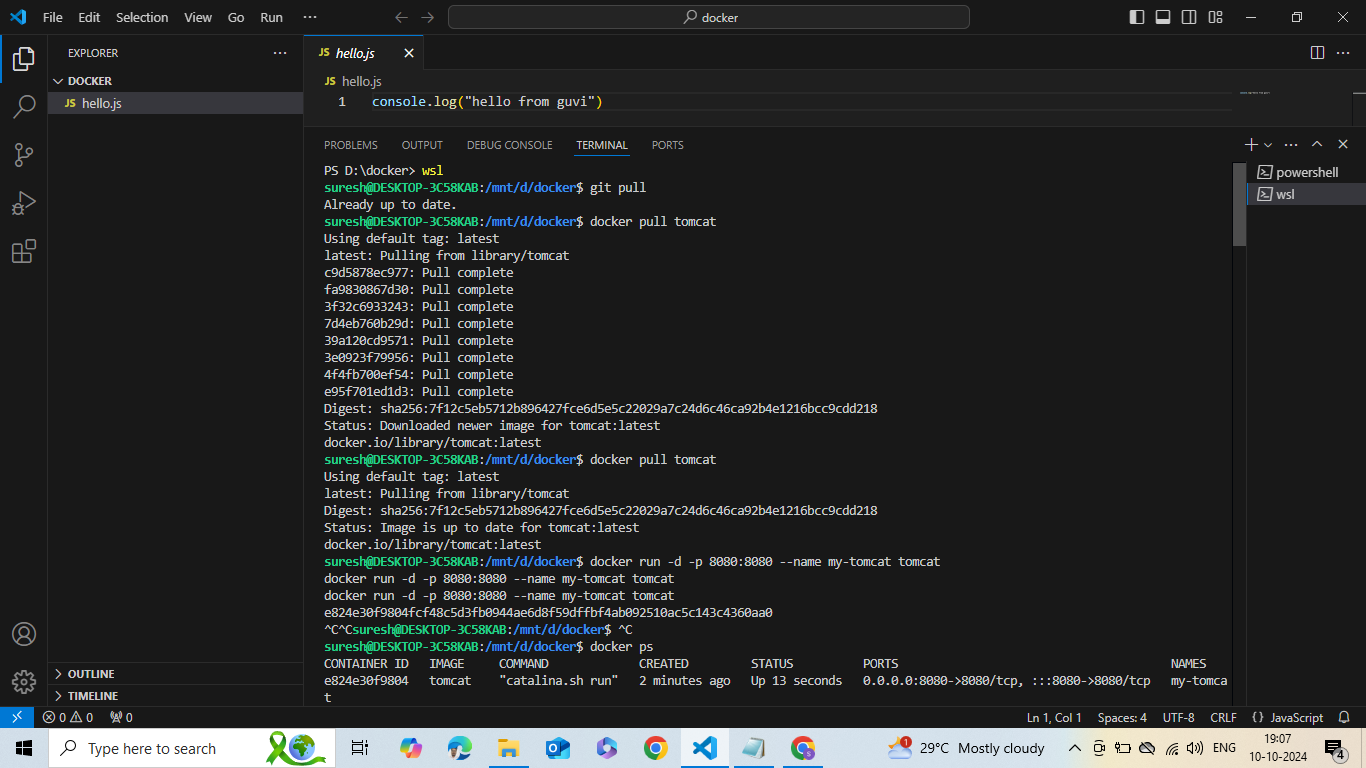 File Edit Selection View Go Run ···
docker
EXPLORER
DOCKER
JS hello.js
OUTLINE
TIMELINE
JS hello.js
JS hello.js
1 console.log("hello from guvi")
PROBLEMS OUTPUT DEBUG CONSOLE TERMINAL PORTS
powershell
wsl
PS D:\docker> wsl
suresh@DESKTOP-3C58KAB:/mnt/d/docker$ git pull
Already up to date.
suresh@DESKTOP-3C58KAB:/mnt/d/docker$ docker pull tomcat
Using default tag: latest
latest: Pulling from library/tomcat
c9d5878ec977: Pull complete
fa9830867d30: Pull complete
3f32c6933243: Pull complete
7d4eb760b29d: Pull complete
39a120cd9571: Pull complete
3e0923f79956: Pull complete
4f4fb700ef54: Pull complete
e95f701ed1d3: Pull complete
Digest: sha256:7f12c5eb5712b896427fce6d5e5c22029a7c24d6c46ca92b4e1216bcc9cdd218
Status: Downloaded newer image for tomcat:latest
docker.io/library/tomcat:latest
suresh@DESKTOP-3C58KAB:/mnt/d/docker$ docker pull tomcat
Using default tag: latest
latest: Pulling from library/tomcat
Digest: sha256:7f12c5eb5712b896427fce6d5e5c22029a7c24d6c46ca92b4e1216bcc9cdd218
Status: Image is up to date for tomcat:latest
docker.io/library/tomcat:latest
suresh@DESKTOP-3C58KAB:/mnt/d/docker$ docker run -d -p 8080:8080 --name my-tomcat tomcat
docker run -d -p 8080:8080 --name my-tomcat tomcat
docker run -d -p 8080:8080 --name my-tomcat tomcat
e824e30f9804fcf48c5d3fb0944ae6d8f59dffbf4ab092510ac5c143c4360aa0
^C^Csuresh@DESKTOP-3C58KAB:/mnt/d/docker$ ^C
suresh@DESKTOP-3C58KAB:/mnt/d/docker$ docker ps
CONTAINER ID IMAGE COMMAND CREATED STATUS PORTS NAMES
e824e30f9804 tomcat "catalina.sh run" 2 minutes ago Up 13 seconds 0.0.0.0:8080->8080/tcp, :::8080->8080/tcp my-tomca
t
0 0 0 Ln 1, Col 1 Spaces: 4 UTF-8 CRLF {} JavaScript
Type here to search 1 29°C Mostly cloudy ENG 19:07
10-10-2024 4